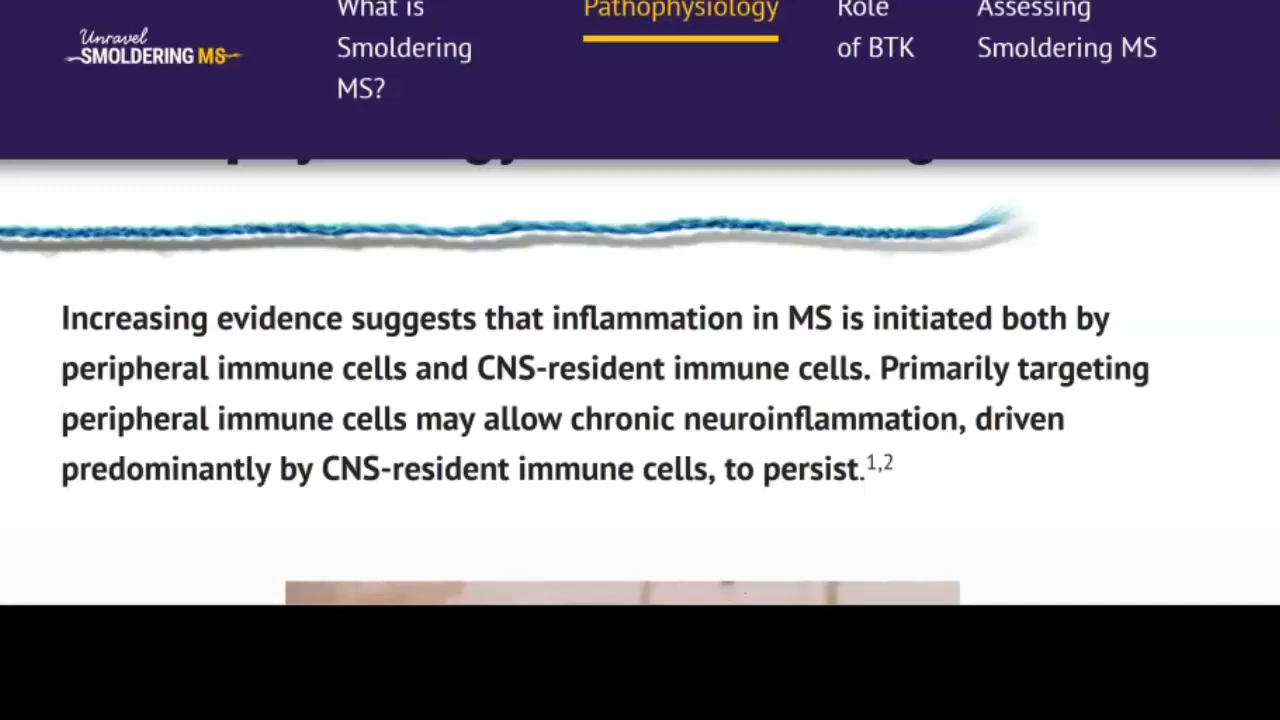 What is
Smoldering
MS?
Pathophysiology
Role
of BTK
Assessing
Smoldering MS
Unravel
SMOLDERING MS
Increasing evidence suggests that inflammation in MS is initiated both by
peripheral immune cells and CNS-resident immune cells. Primarily targeting
peripheral immune cells may allow chronic neuroinflammation, driven
predominantly by CNS-resident immune cells, to persist.1,2